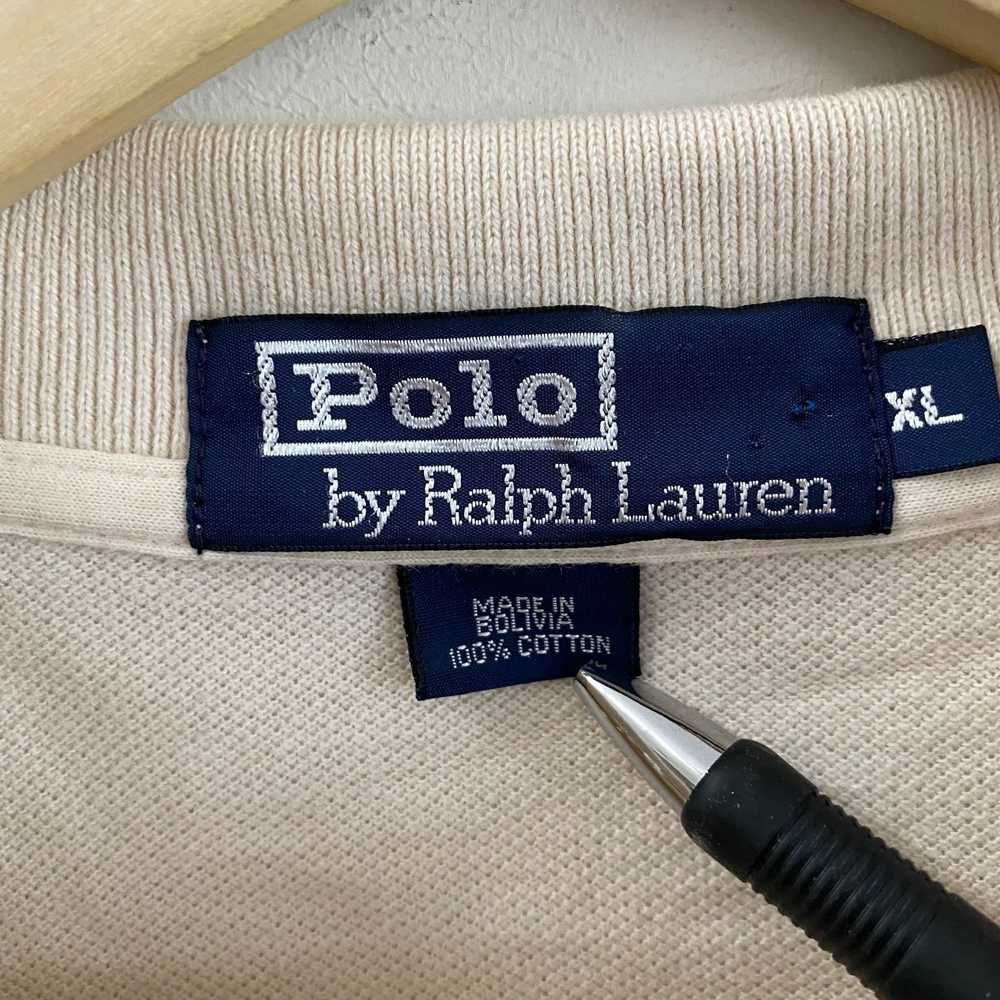 Polo
by Ralph Lauren
XL
MADE IN
BOLIVIA
100% COTTON